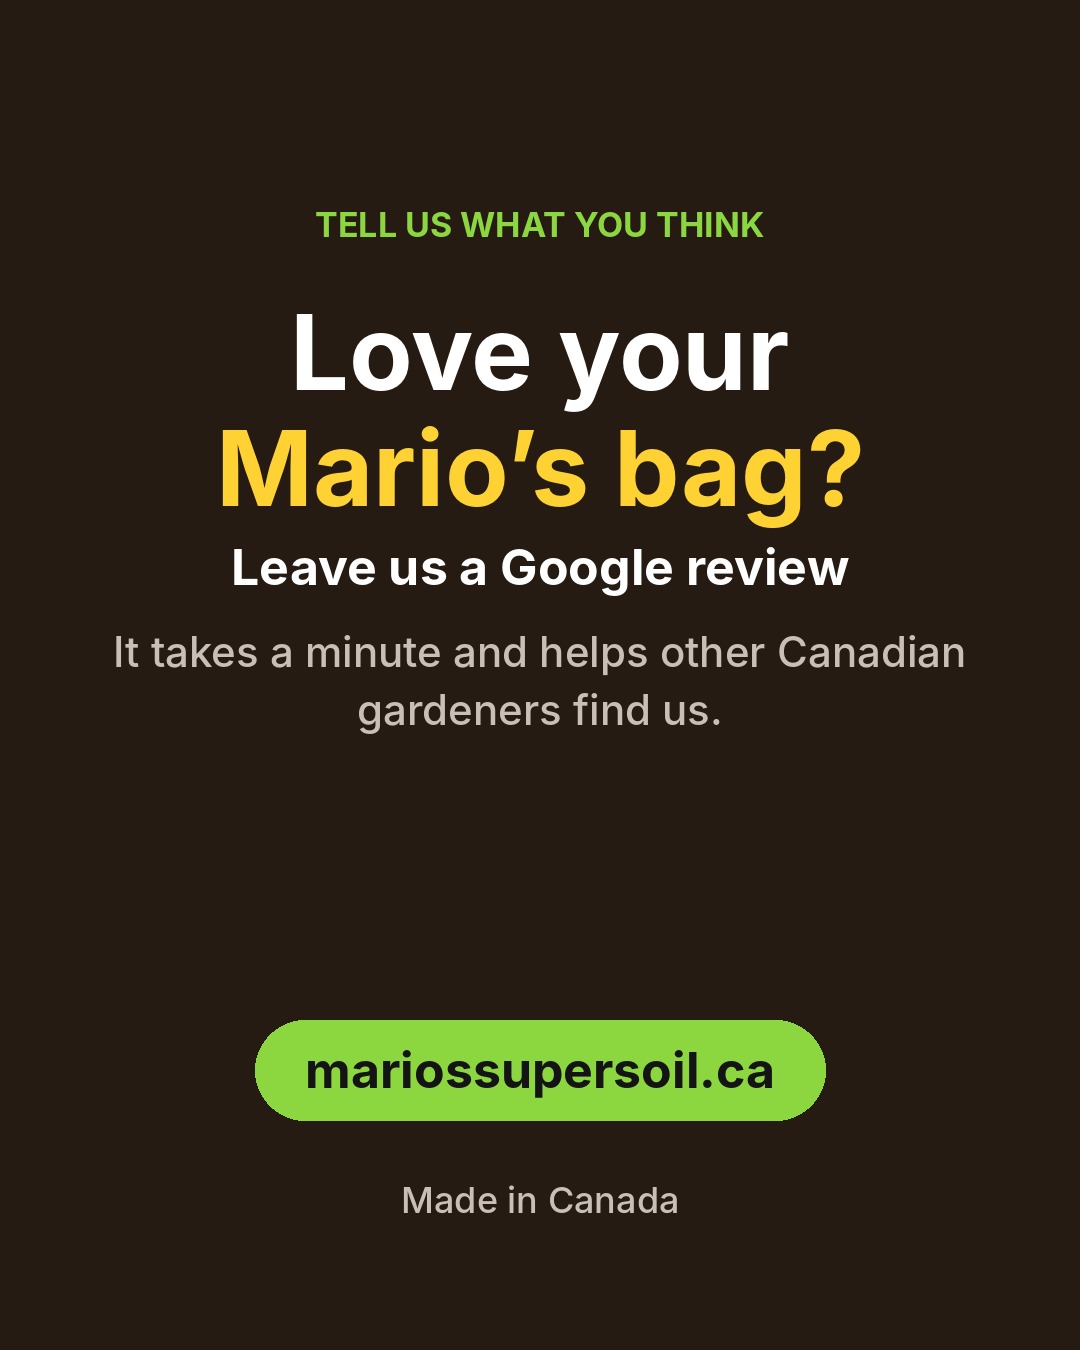 TELL US WHAT YOU THINK
Love your
Mario’s bag?
Leave us a Google review
It takes a minute and helps other Canadian
gardeners find us.
mariossupersoil.ca
Made in Canada